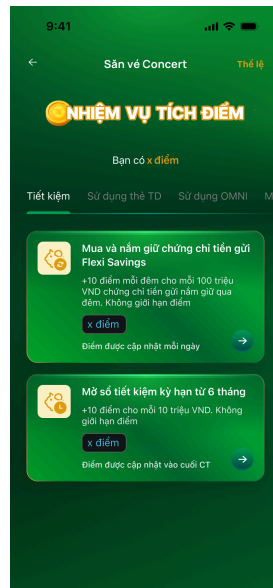 9:41
Săn vé Concert
Thể lệ
NHIỆM VỤ TÍCH ĐIỂM
Bạn có x điểm
Tiết kiệm
Sử dụng thẻ TD
Sử dụng OMNI
M
Mua và nắm giữ chứng chỉ tiền gửi
Flexi Savings
+10 điểm mỗi đêm cho mỗi 100 triệu
VND chứng chỉ tiền gửi nắm giữ qua
đêm. Không giới hạn điểm
x điểm
Điểm được cập nhật mỗi ngày
Mở sổ tiết kiệm kỳ hạn từ 6 tháng
+10 điểm cho mỗi 10 triệu VND. Không
giới hạn điểm
x điểm
Điểm được cập nhật vào cuối CT